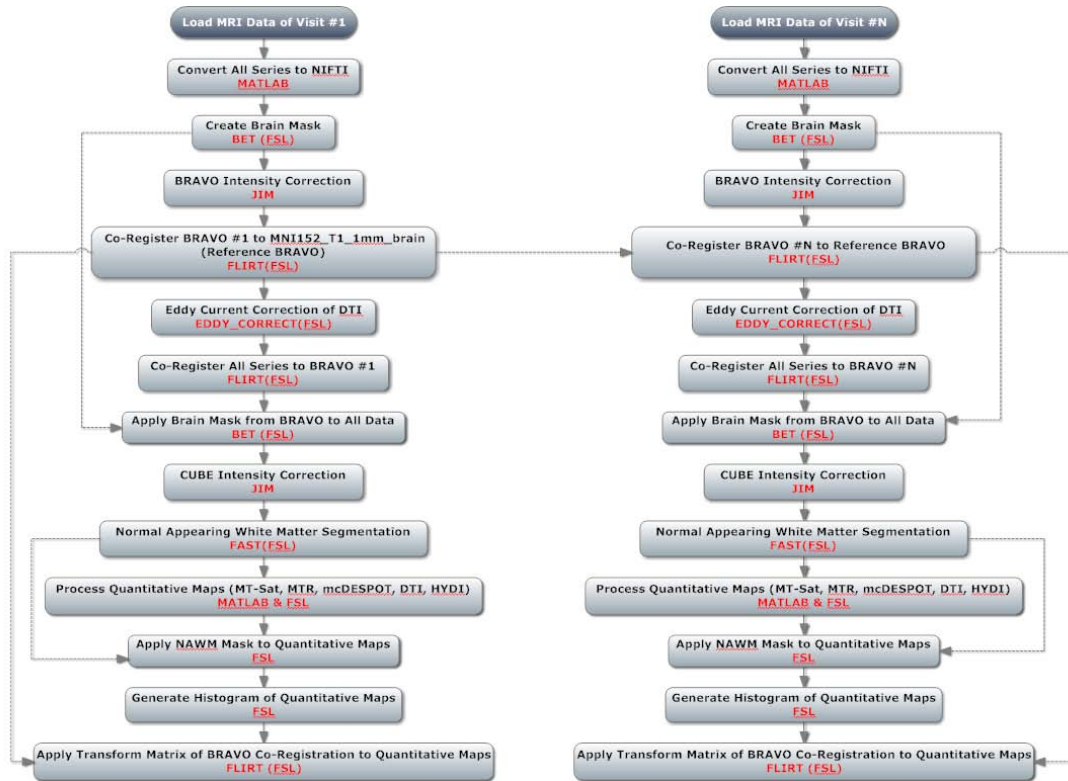 Load MRI Data of Visit #1
Convert All Series to NIFTI
MATLAB
Create Brain Mask
BET (FSL)
BRAVO Intensity Correction
JIM
Co-Register BRAVO #1 to MNI152_T1_1mm_brain
(Reference BRAVO)
FLIRT(FSL)
Eddy Current Correction of DTI
EDDY_CORRECT(FSL)
Co-Register All Series to BRAVO #1
FLIRT(FSL)
Apply Brain Mask from BRAVO to All Data
BET (FSL)
CUBE Intensity Correction
JIM
Normal Appearing White Matter Segmentation
FAST(FSL)
Process Quantitative Maps (MT-Sat, MTR, mcDESPOT, DTI, HYDI)
MATLAB & FSL
Apply NAWM Mask to Quantitative Maps
FSL
Generate Histogram of Quantitative Maps
FSL
Apply Transform Matrix of BRAVO Co-Registration to Quantitative Maps
FLIRT (FSL)
Load MRI Data of Visit #N
Convert All Series to NIFTI
MATLAB
Create Brain Mask
BET (FSL)
BRAVO Intensity Correction
JIM
Co-Register BRAVO #N to Reference BRAVO
FLIRT(FSL)
Eddy Current Correction of DTI
EDDY_CORRECT(FSL)
Co-Register All Series to BRAVO #N
FLIRT(FSL)
Apply Brain Mask from BRAVO to All Data
BET (FSL)
CUBE Intensity Correction
JIM
Normal Appearing White Matter Segmentation
FAST(FSL)
Process Quantitative Maps (MT-Sat, MTR, mcDESPOT, DTI, HYDI)
MATLAB & FSL
Apply NAWM Mask to Quantitative Maps
FSL
Generate Histogram of Quantitative Maps
FSL
Apply Transform Matrix of BRAVO Co-Registration to Quantitative Maps
FLIRT (FSL)